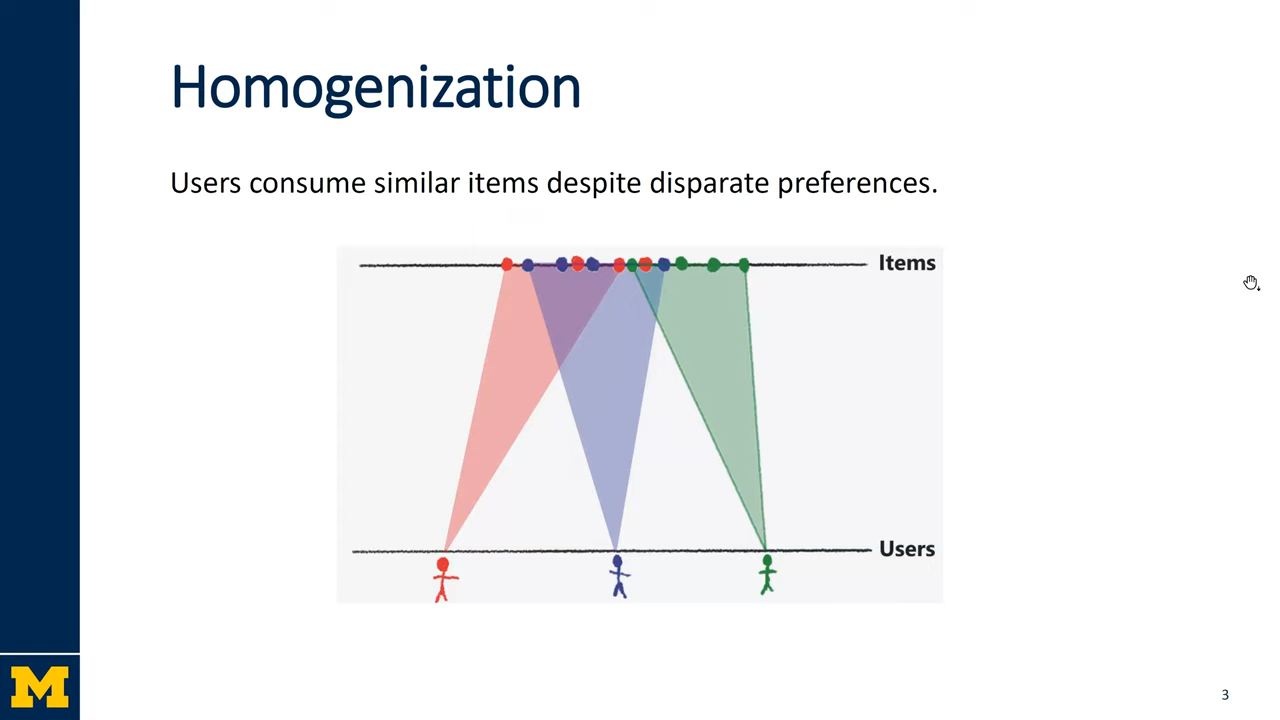 Homogenization
Users consume similar items despite disparate preferences.
Items
Users
M
3